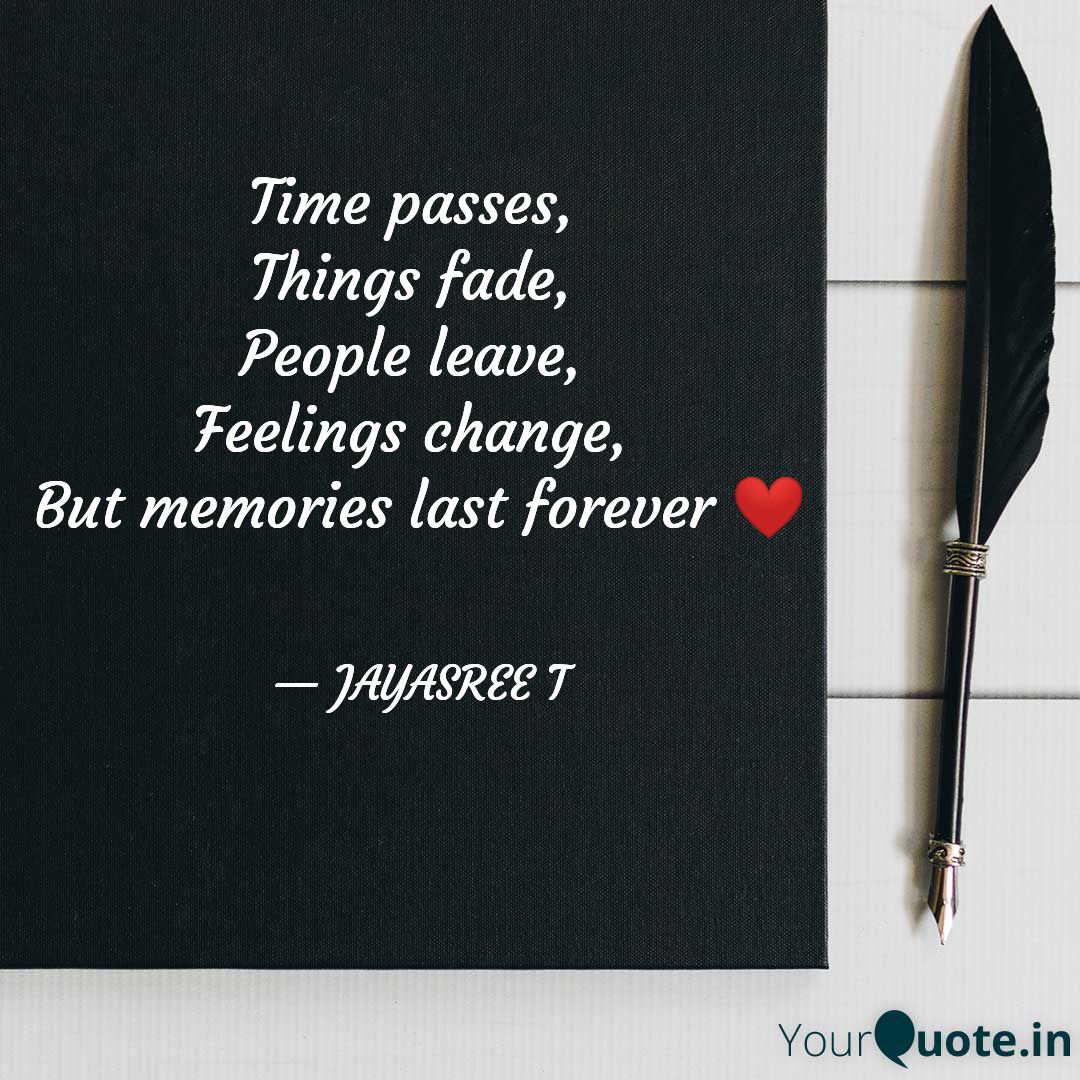 Time passes,
Things fade,
People leave,
Feelings change,
But memories last forever ❤️
— JAYASREE T
YourQuote.in